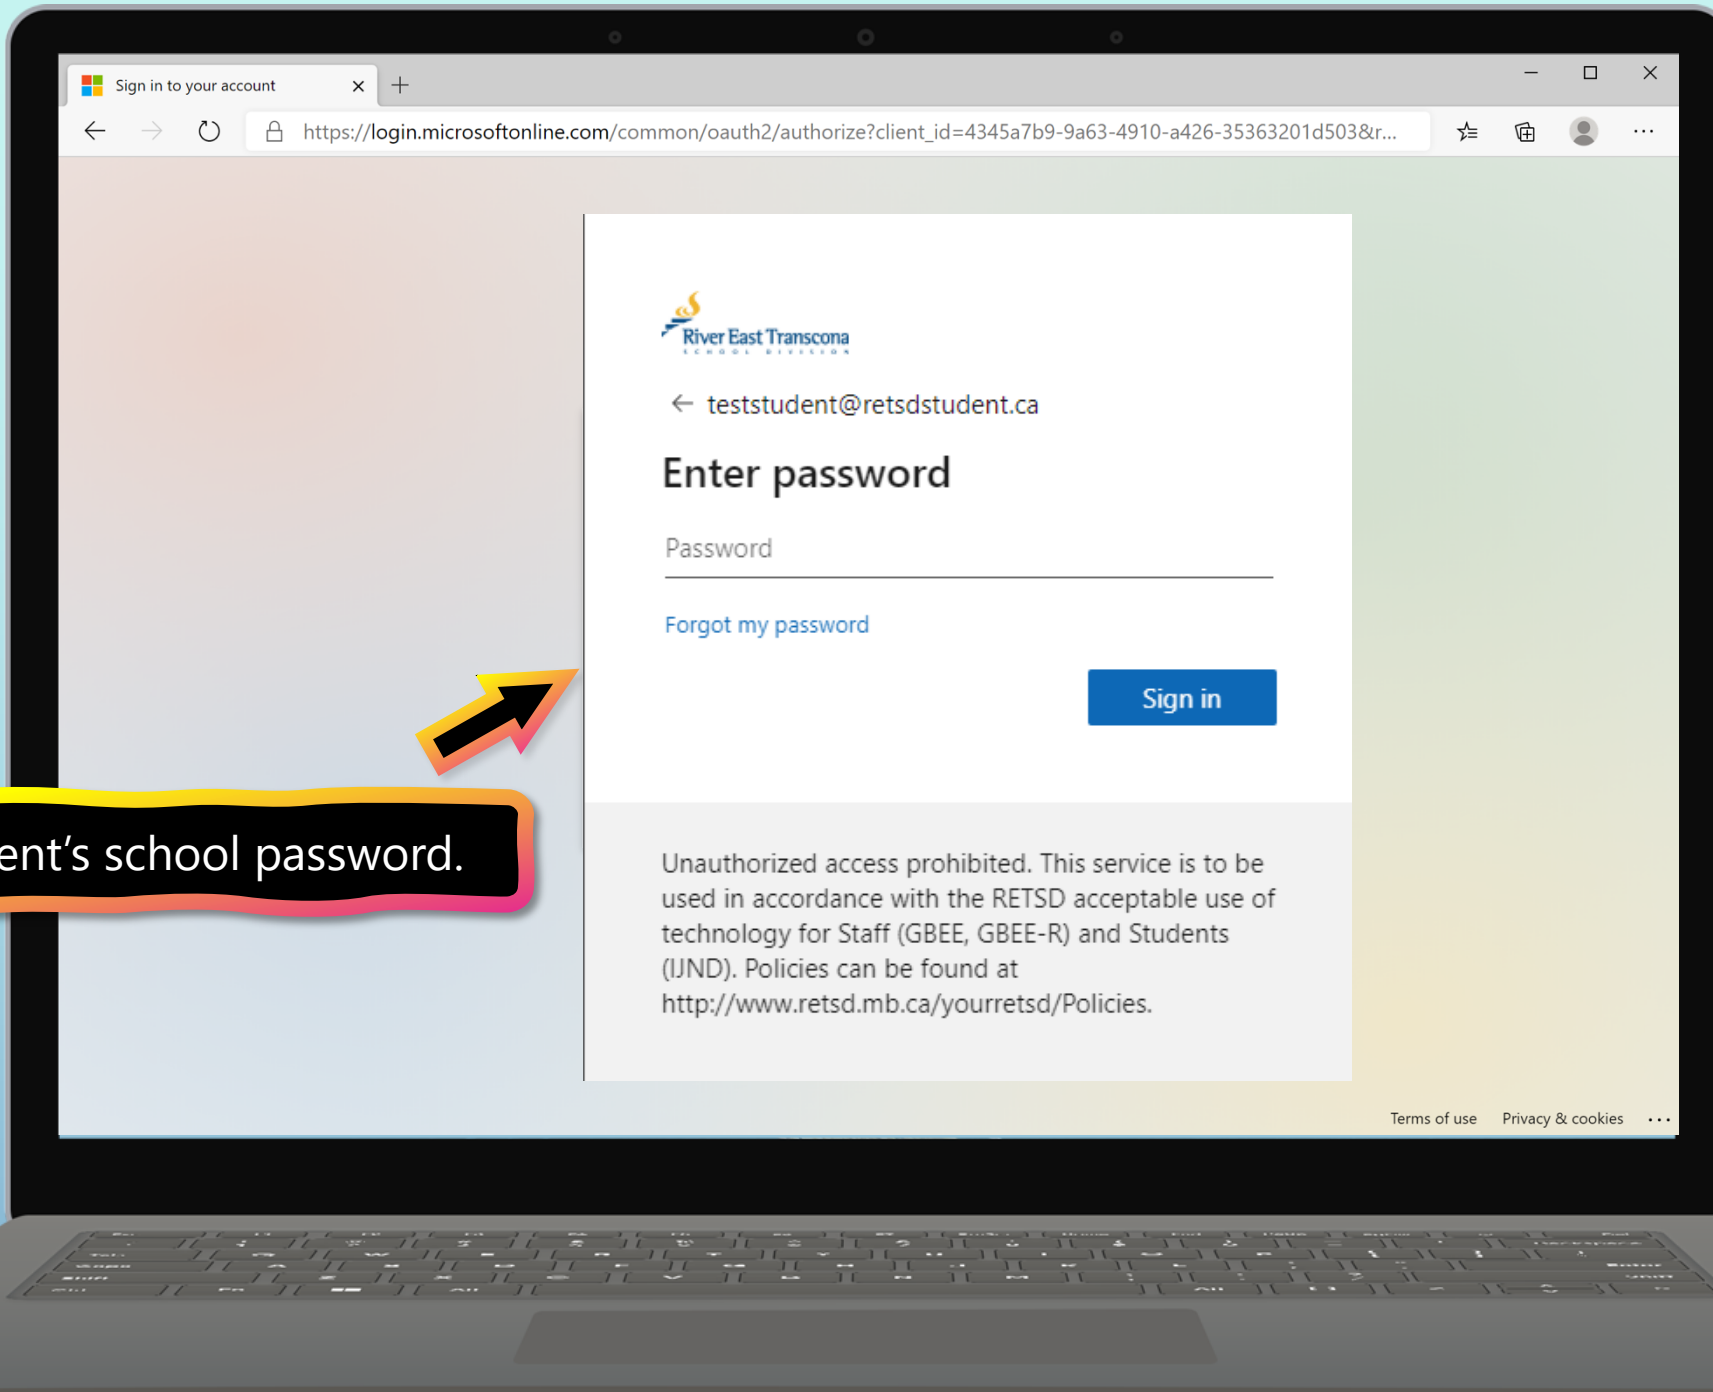 Sign in to your account
https://login.microsoftonline.com/common/oauth2/authorize?client_id=4345a7b9-9a63-4910-a426-35363201d503&r...
River East Transcona
SCHOOL DIVISION
teststudent@retsdstudent.ca
Enter password
Password
Forgot my password
Sign in
ent’s school password.
Unauthorized access prohibited. This service is to be
used in accordance with the RETSD acceptable use of
technology for Staff (GBEE, GBEE-R) and Students
(IJND). Policies can be found at
http://www.retsd.mb.ca/yourretsd/Policies.
Terms of use Privacy & cookies ...